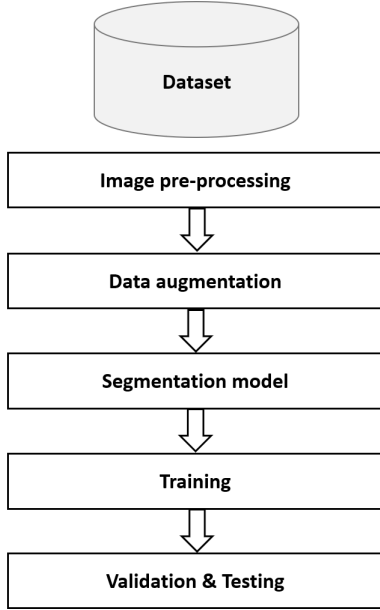 Dataset
Image pre-processing
Data augmentation
Segmentation model
Training
Validation & Testing